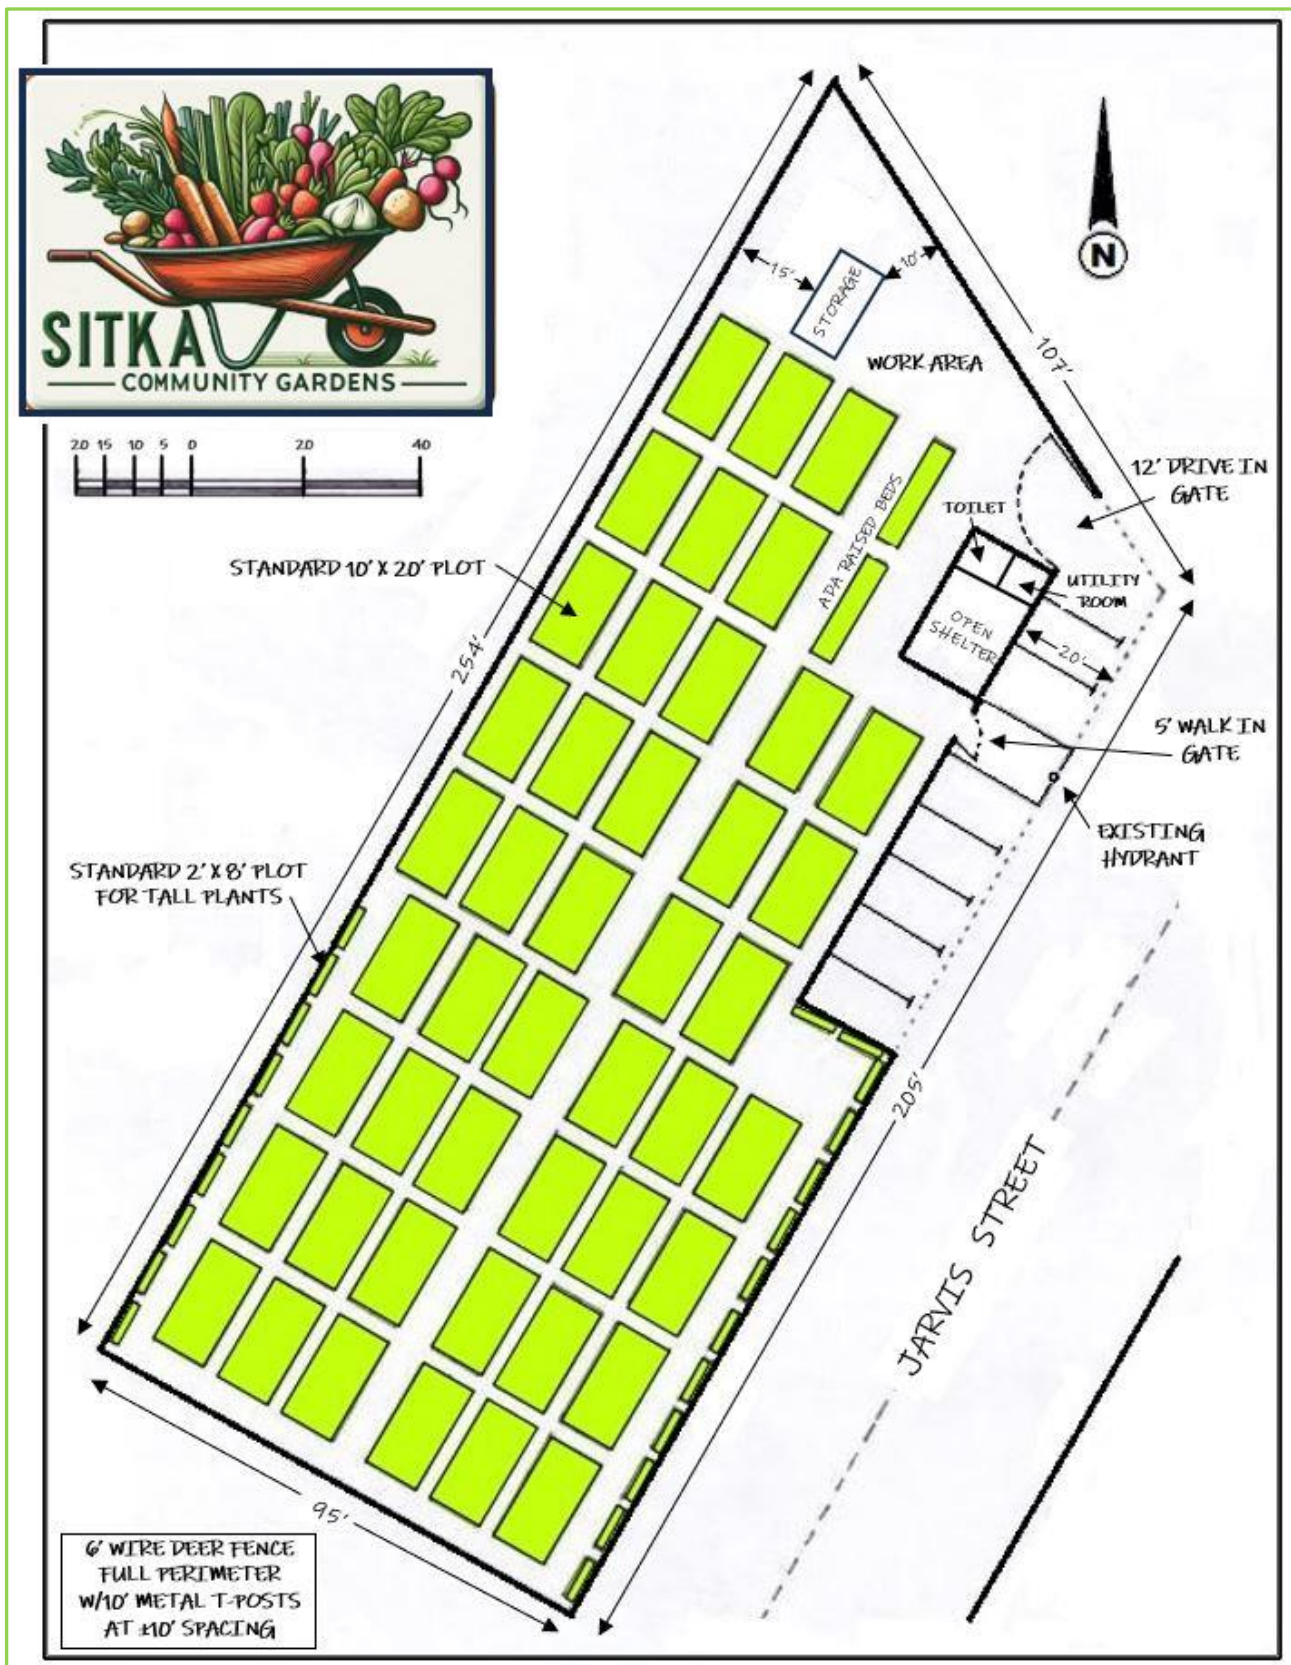 SITKA
COMMUNITY GARDENS
20 15 10 5 0 20 40
N
15'
STORAGE
10'
WORK AREA
107'
12' DRIVE IN
GATE
TOILET
ADA RAISED BEDS
UTILITY
ROOM
OPEN
SHELTER
20'
STANDARD 10' X 20' PLOT
254'
5' WALK IN
GATE
EXISTING
HYDRANT
STANDARD 2' X 8' PLOT
FOR TALL PLANTS
205'
JARVIS STREET
95'
6' WIRE DEER FENCE
FULL PERIMETER
W/10' METAL T-POSTS
AT ±10' SPACING